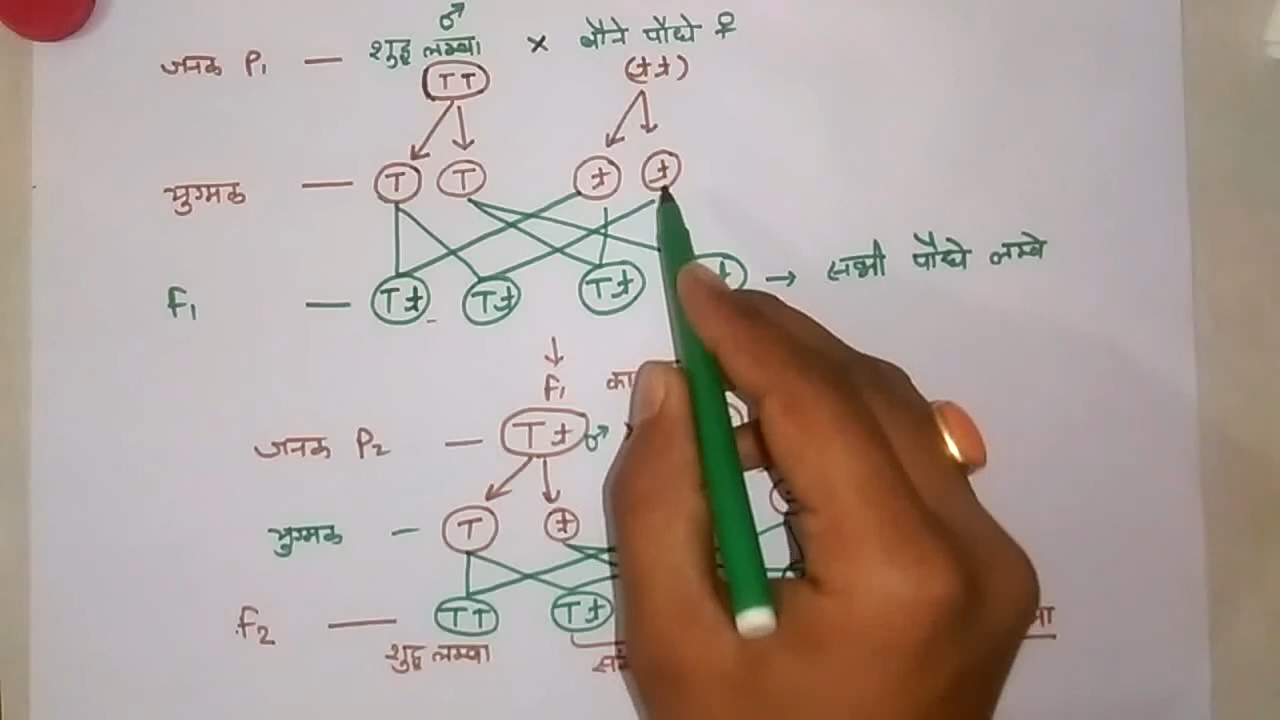 ♂
जनक P₁ — शुद्ध लम्बा × बौने पौधे ♀
TT (tt)
युग्मक — T T t t
F₁ — Tt Tt Tt t → सभी पौधे लम्बे
↓
F₁
जनक P₂ — Tt ♂
युग्मक — T t
F₂ — TT Tt
शुद्ध लम्बा